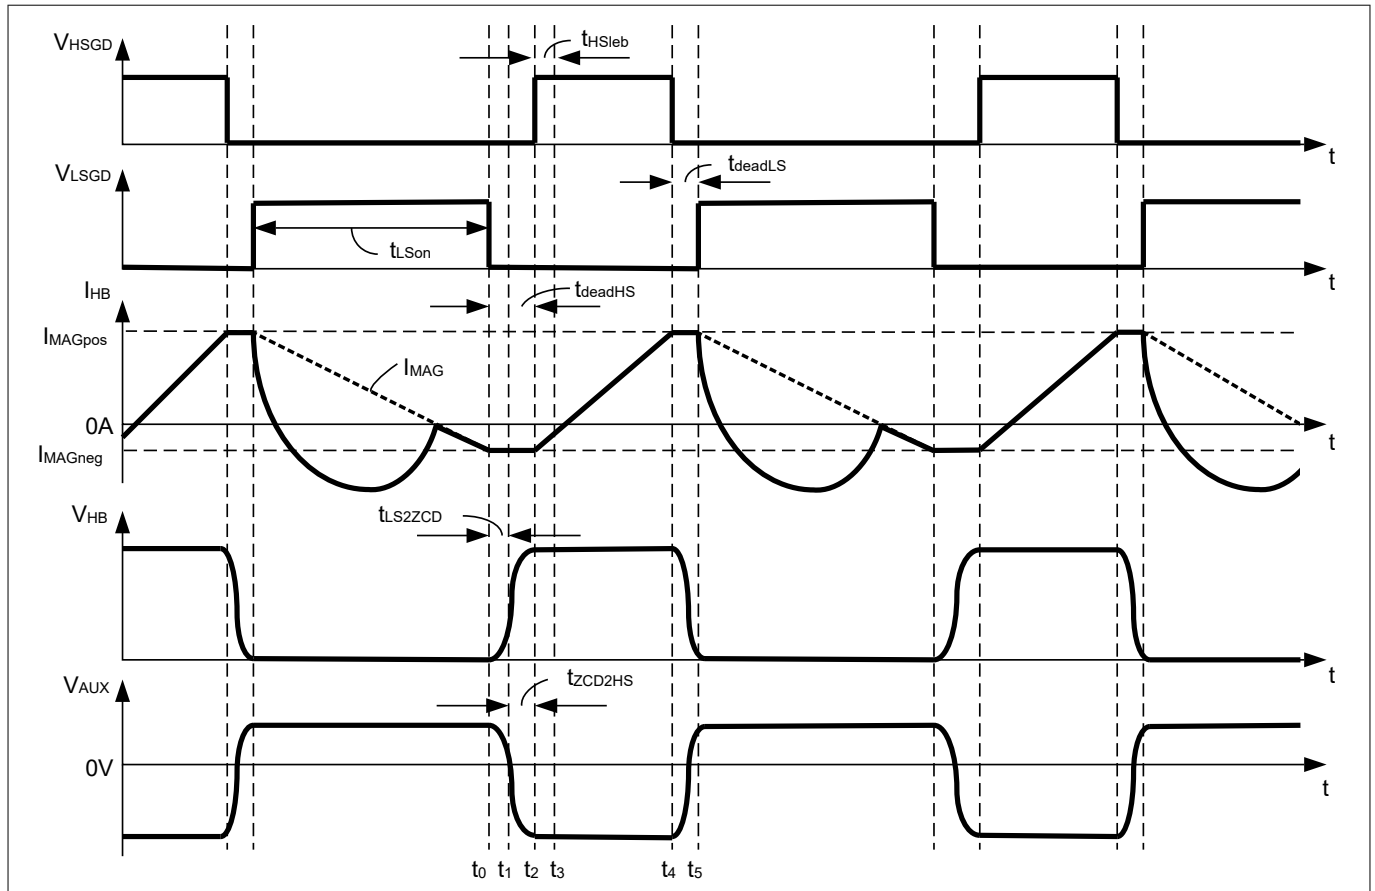 tHSleb
VHSGD
t
VLSGD
tdeadLS
tLSon
t
IHB
tdeadHS
IMAGpos
IMAG
0A
t
IMAGneg
tLS2ZCD
VHB
t
VAUX
tZCD2HS
0V
t
t0 t1 t2 t3 t4 t5